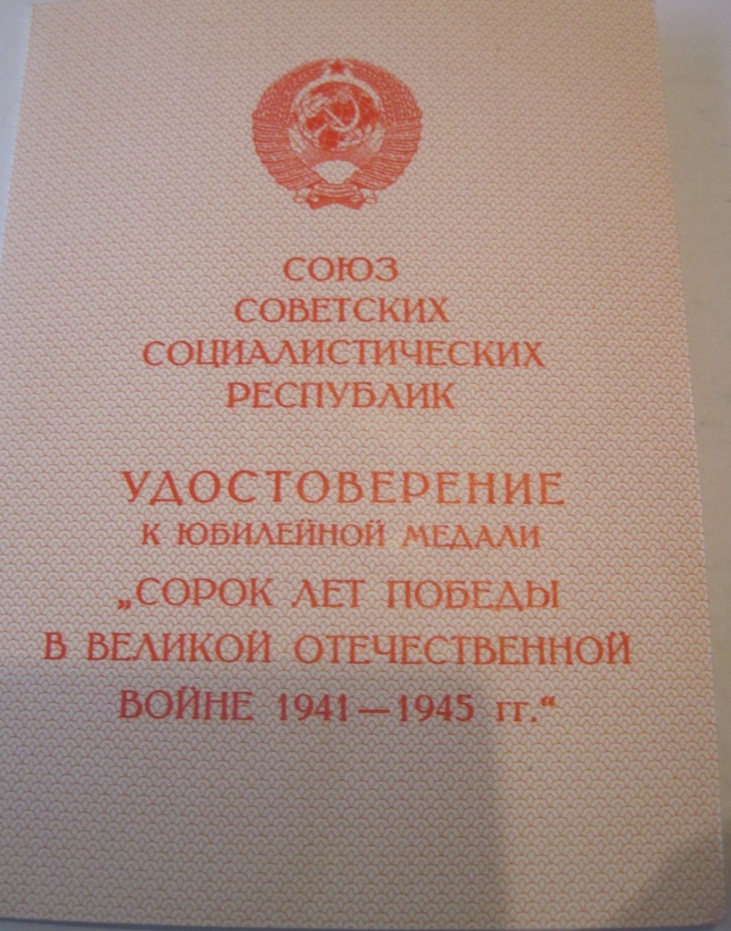 СОЮЗ
СОВЕТСКИХ
СОЦИАЛИСТИЧЕСКИХ
РЕСПУБЛИК
УДОСТОВЕРЕНИЕ
К ЮБИЛЕЙНОЙ МЕДАЛИ
„СОРОК ЛЕТ ПОБЕДЫ
В ВЕЛИКОЙ ОТЕЧЕСТВЕННОЙ
ВОЙНЕ 1941—1945 гг.“